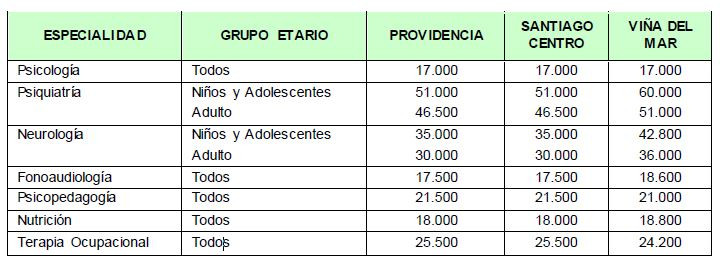 ESPECIALIDAD GRUPO ETARIO PROVIDENCIA SANTIAGO CENTRO VIÑA DEL MAR
Psicología Todos 17.000 17.000 17.000
Psiquiatría Niños y Adolescentes 51.000 51.000 60.000
Adulto 46.500 46.500 51.000
Neurología Niños y Adolescentes 35.000 35.000 42.800
Adulto 30.000 30.000 36.000
Fonoaudiología Todos 17.500 17.500 18.600
Psicopedagogía Todos 21.500 21.500 21.000
Nutrición Todos 18.000 18.000 18.800
Terapia Ocupacional Todos 25.500 25.500 24.200